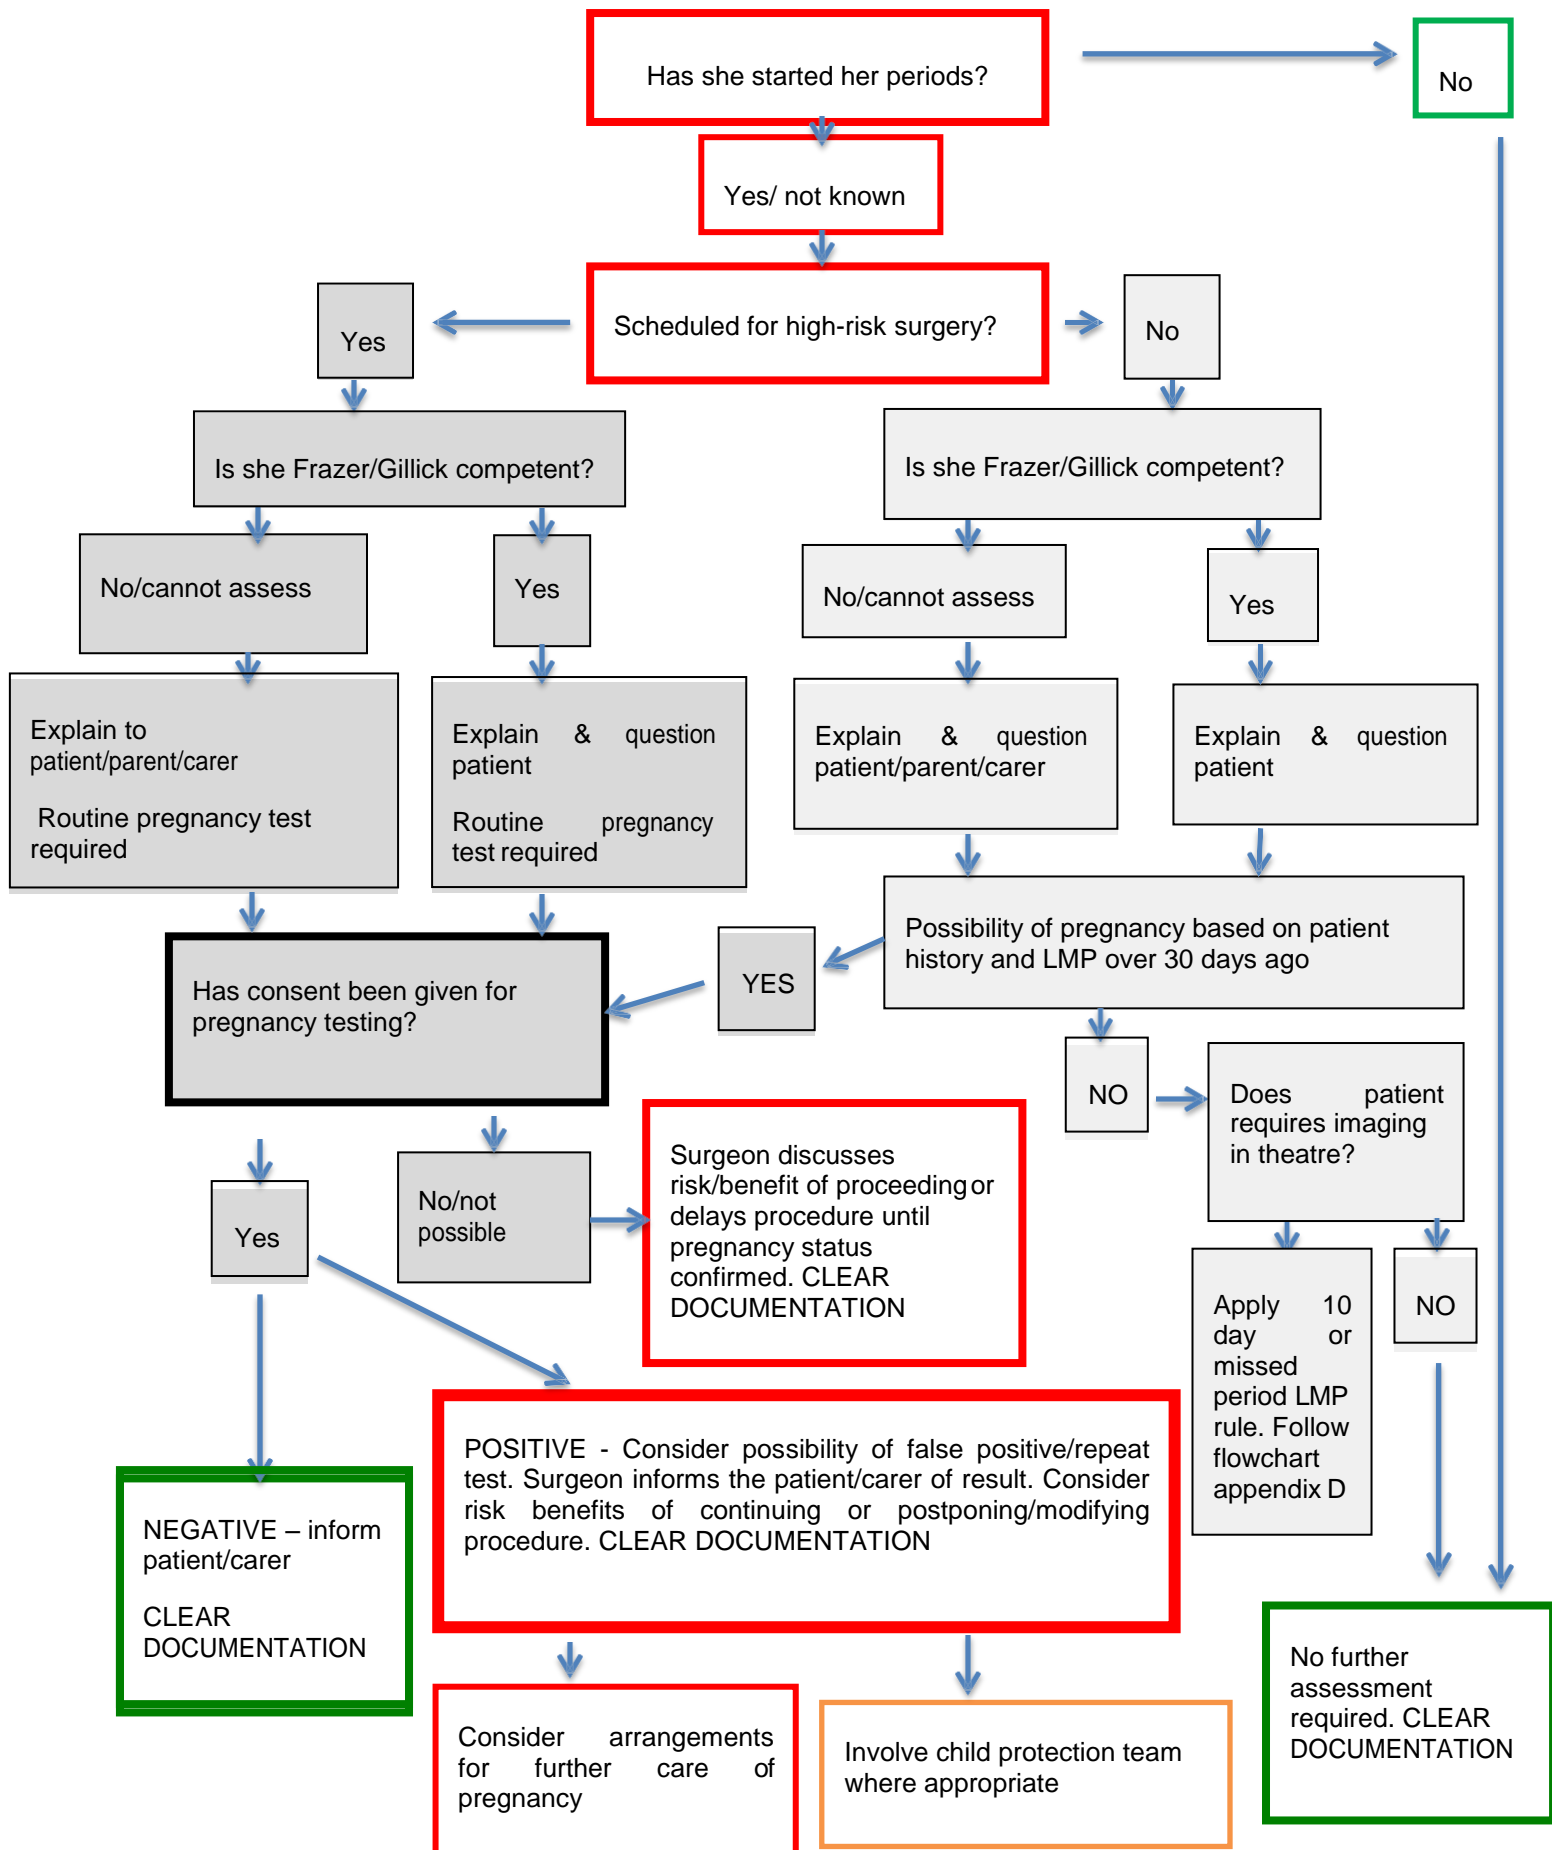 Has she started her periods?
No
Yes/ not known
Scheduled for high-risk surgery?
Yes
No
Is she Frazer/Gillick competent?
Is she Frazer/Gillick competent?
No/cannot assess
Yes
No/cannot assess
Yes
Explain to
patient/parent/carer
Routine pregnancy test
required
Explain & question
patient
Routine pregnancy
test required
Explain & question
patient/parent/carer
Explain & question
patient
Possibility of pregnancy based on patient
history and LMP over 30 days ago
YES
Has consent been given for
pregnancy testing?
NO
Does patient
requires imaging
in theatre?
Yes
No/not
possible
Surgeon discusses
risk/benefit of proceeding or
delays procedure until
pregnancy status
confirmed. CLEAR
DOCUMENTATION
Apply 10
day or
missed
period LMP
rule. Follow
flowchart
appendix D
NO
POSITIVE - Consider possibility of false positive/repeat
test. Surgeon informs the patient/carer of result. Consider
risk benefits of continuing or postponing/modifying
procedure. CLEAR DOCUMENTATION
NEGATIVE – inform
patient/carer
CLEAR
DOCUMENTATION
No further
assessment
required. CLEAR
DOCUMENTATION
Consider arrangements
for further care of
pregnancy
Involve child protection team
where appropriate